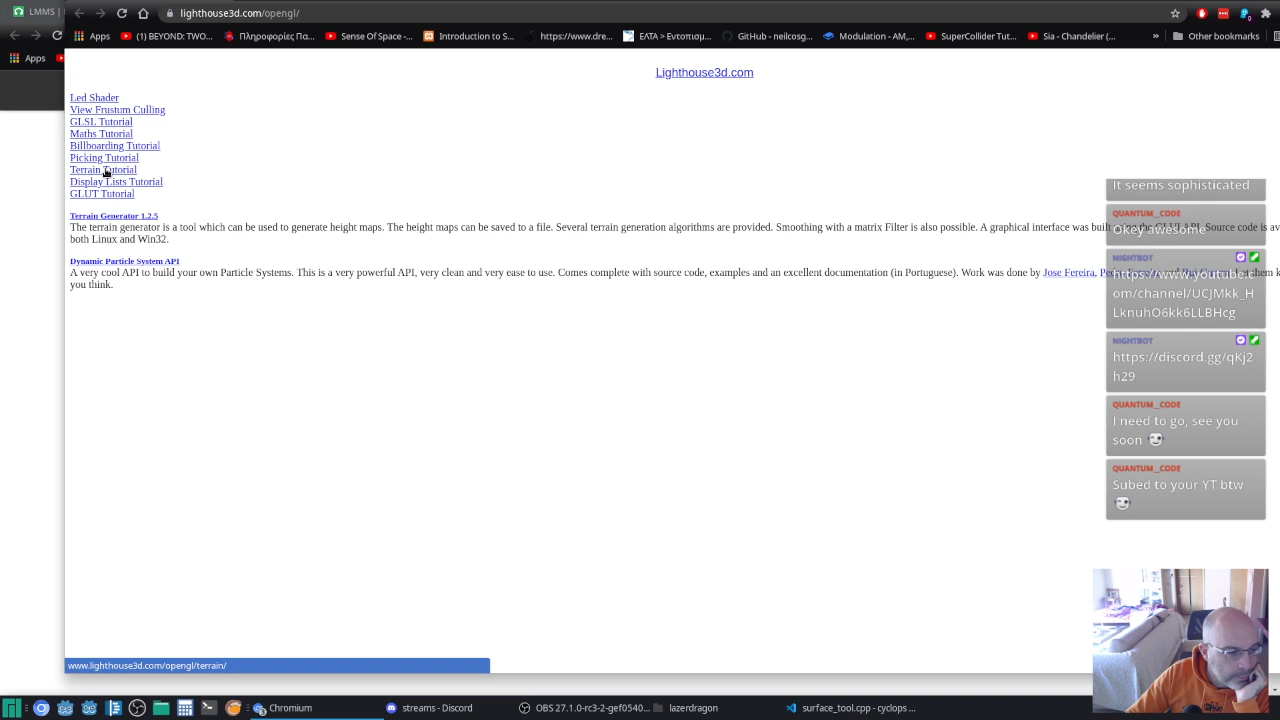 LMMS |
lighthouse3d.com/opengl/
Apps
(1) BEYOND: TWO...
Πληροφορίες Πα...
Sense Of Space -...
Introduction to S...
https://www.dre...
ΕΛΤΑ > Εντοπισμ...
GitHub - neilcosg...
Modulation - AM,...
SuperCollider Tut...
Sia - Chandelier (...
»
Other bookmarks
Apps
Lighthouse3d.com
Led Shader
View Frustum Culling
GLSL Tutorial
Maths Tutorial
Billboarding Tutorial
Picking Tutorial
Terrain Tutorial
Display Lists Tutorial
GLUT Tutorial
Terrain Generator 1.2.5
The terrain generator is a tool which can be used to generate height maps. The height maps can be saved to a file. Several terrain generation algorithms are provided. Smoothing with a matrix Filter is also possible. A graphical interface was built Source code is av
both Linux and Win32.
Dynamic Particle System API
A very cool API to build your own Particle Systems. This is a very powerful API, very clean and very ease to use. Comes complete with source code, examples and an excellent documentation (in Portuguese). Work was done by Jose Fereira, them k
you think.
It seems sophisticated
QUANTUM_CODE
Okey awesome
NIGHTBOT
https://www.youtube.c
om/channel/UCJMkk_H
LknuhO6kk6LLBHcg
NIGHTBOT
https://discord.gg/qKj2
h29
QUANTUM_CODE
I need to go, see you
soon
QUANTUM_CODE
Subed to your YT btw
www.lighthouse3d.com/opengl/terrain/
Chromium
streams - Discord
OBS 27.1.0-rc3-2-gef0540...
lazerdragon
surface_tool.cpp - cyclops ...